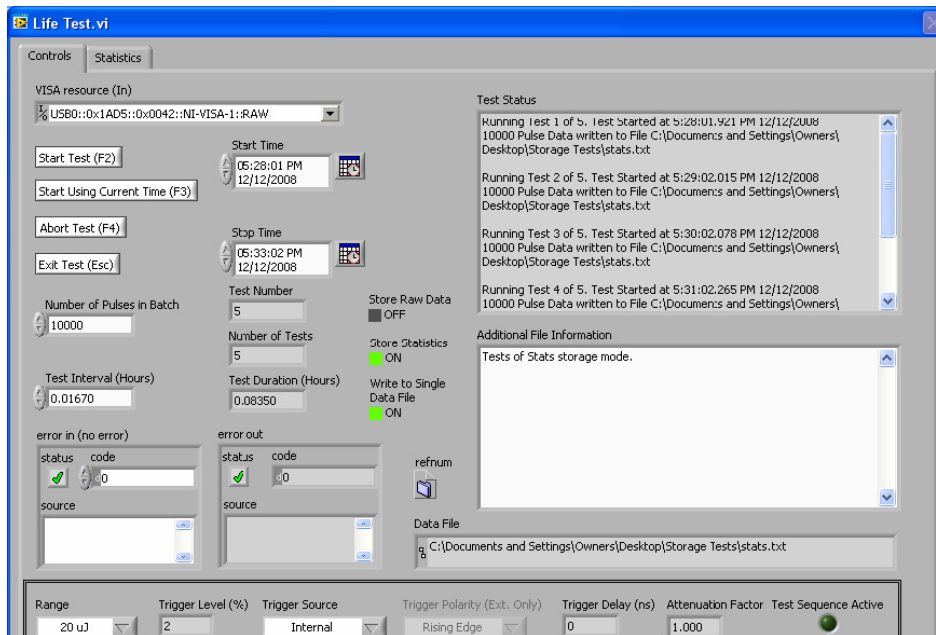 Life Test.vi
Controls
Statistics
VISA resource (In)
USB0::0x1AD5::0x0042::NI-VISA-1::RAW
Start Test (F2)
Start Using Current Time (F3)
Abort Test (F4)
Exit Test (Esc)
Start Time
05:28:01 PM
12/12/2008
Stop Time
05:33:02 PM
12/12/2008
Number of Pulses in Batch
10000
Test Interval (Hours)
0.01670
Test Number
5
Number of Tests
5
Test Duration (Hours)
0.08350
Store Raw Data
OFF
Store Statistics
ON
Write to Single
Data File
ON
error in (no error)
status
code
d0
source
error out
status
code
d0
source
refnum
Test Status
Running Test 1 of 5. Test Started at 5:28:01.921 PM 12/12/2008
10000 Pulse Data written to File C:\Documents and Settings\Owners\
Desktop\Storage Tests\stats.txt
Running Test 2 of 5. Test Started at 5:29:02.015 PM 12/12/2008
10000 Pulse Data written to File C:\Documents and Settings\Owners\
Desktop\Storage Tests\stats.txt
Running Test 3 of 5. Test Started at 5:30:02.078 PM 12/12/2008
10000 Pulse Data written to File C:\Documents and Settings\Owners\
Desktop\Storage Tests\stats.txt
Running Test 4 of 5. Test Started at 5:31:02.265 PM 12/12/2008
10000 Pulse Data written to File C:\Documents and Settings\Owners\
Additional File Information
Tests of Stats storage mode.
Data File
C:\Documents and Settings\Owners\Desktop\Storage Tests\stats.txt
Range
20 uJ
Trigger Level (%)
2
Trigger Source
Internal
Trigger Polarity (Ext. Only)
Rising Edge
Trigger Delay (ns)
0
Attenuation Factor
1.000
Test Sequence Active